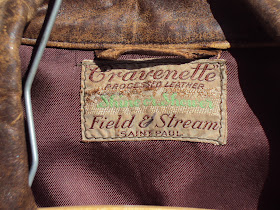 Cravenette
PROCESSED LEATHER
Field & Stream
SAINT PAUL